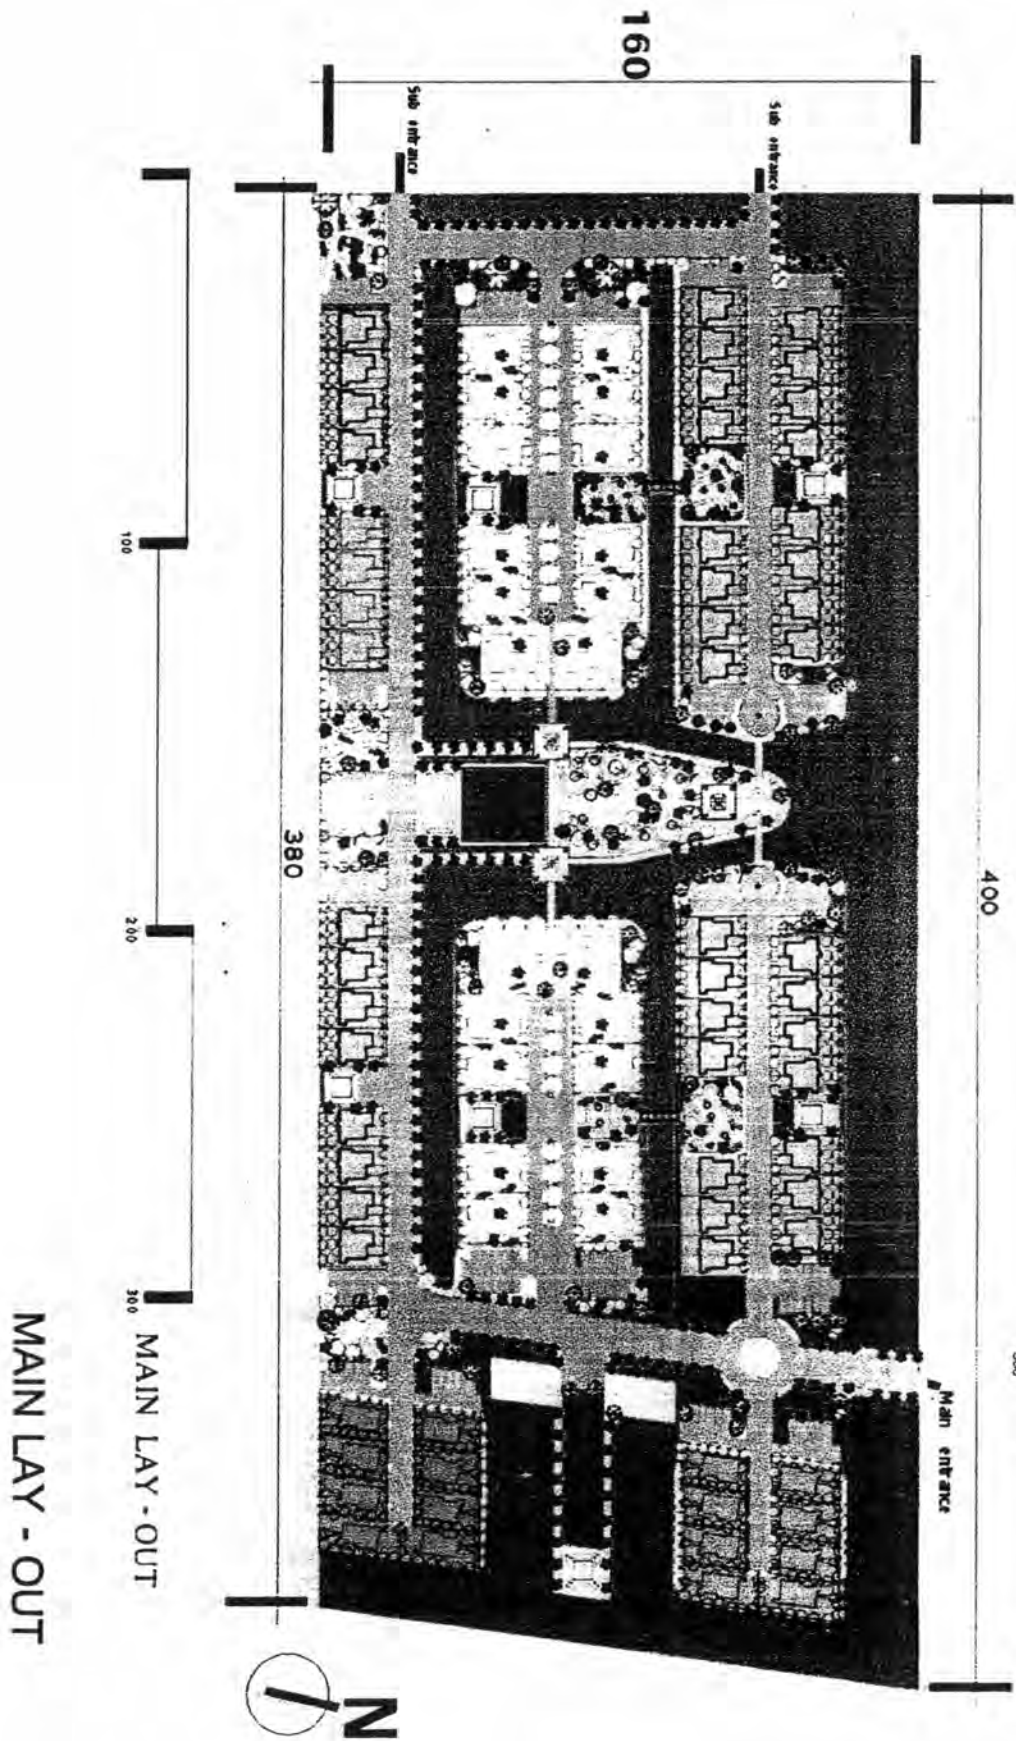 160
Sub entrance
Sub entrance
400
380
100
200
300
Main entrance
MAIN LAY - OUT
MAIN LAY - OUT
N